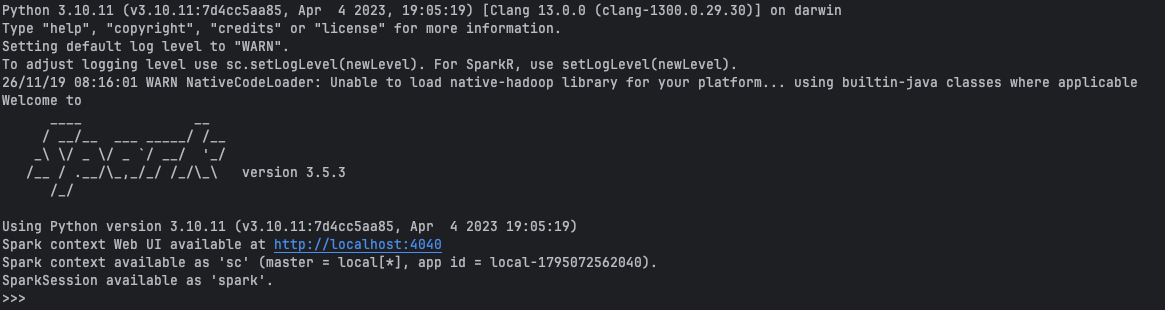 Python 3.10.11 (v3.10.11:7d4cc5aa85, Apr  4 2023, 19:05:19) [Clang 13.0.0 (clang-1300.0.29.30)] on darwin
Type "help", "copyright", "credits" or "license" for more information.
Setting default log level to "WARN".
To adjust logging level use sc.setLogLevel(newLevel). For SparkR, use setLogLevel(newLevel).
26/11/19 08:16:01 WARN NativeCodeLoader: Unable to load native-hadoop library for your platform... using builtin-java classes where applicable
Welcome to
      ____              __
     / __/__  ___ _____/ /__
    _\ \/ _ \/ _ `/ __/  '_/
   /__ / .__/\_,_/_/ /_/\_\   version 3.5.3
      /_/
Using Python version 3.10.11 (v3.10.11:7d4cc5aa85, Apr  4 2023 19:05:19)
Spark context Web UI available at http://localhost:4040
Spark context available as 'sc' (master = local[*], app id = local-1795072562040).
SparkSession available as 'spark'.
>>>